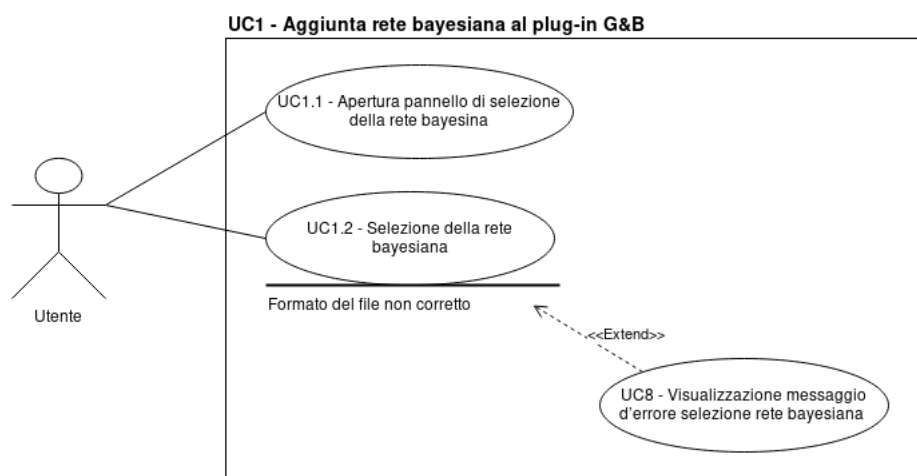 UC1 - Aggiunta rete bayesiana al plug-in G&B
UC1.1 - Apertura pannello di selezione
della rete bayesina
UC1.2 - Selezione della rete
bayesiana
Formato del file non corretto
Utente
<<Extend>>
UC8 - Visualizzazione messaggio
d'errore selezione rete bayesiana